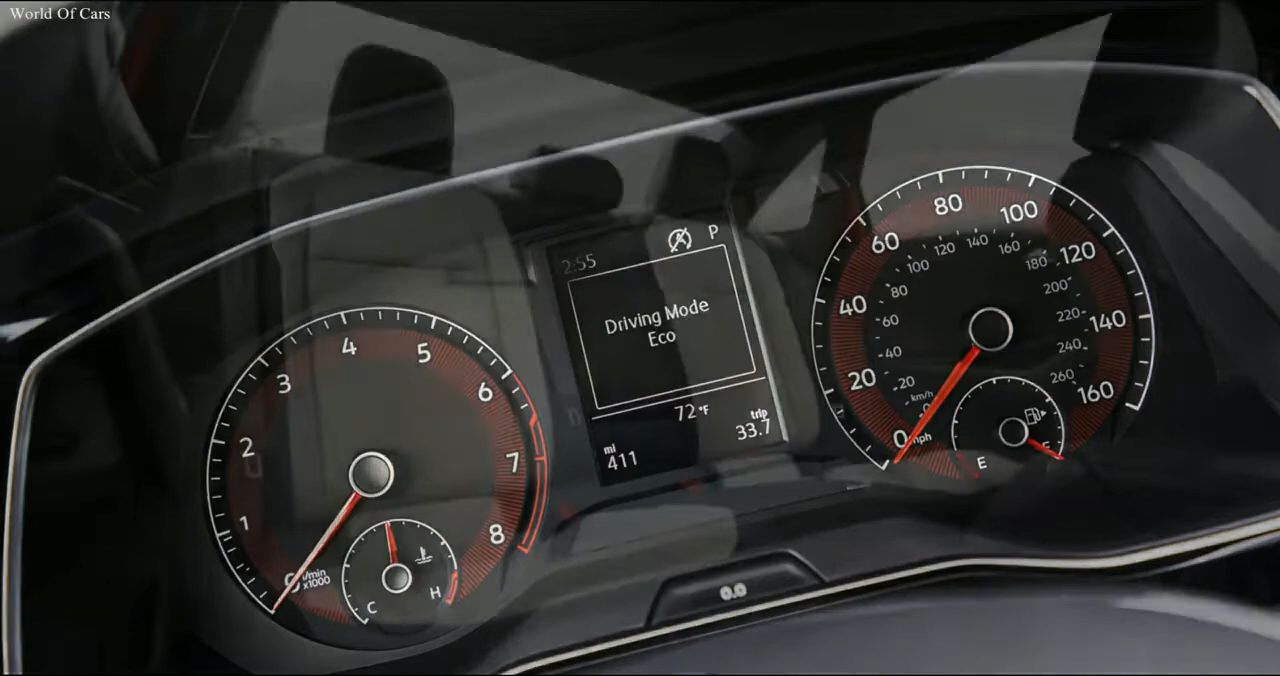 World Of Cars
2:55
P
Driving Mode
Eco
72 °F
trip
33.7
mi
411
0 1 2 3 4 5 6 7 8
1/min
x1000
C H
0 20 40 60 80 100 120 140 160
mph
km/h
20 40 60 80 100 120 140 160 180 200 220 240 260
E
0.0